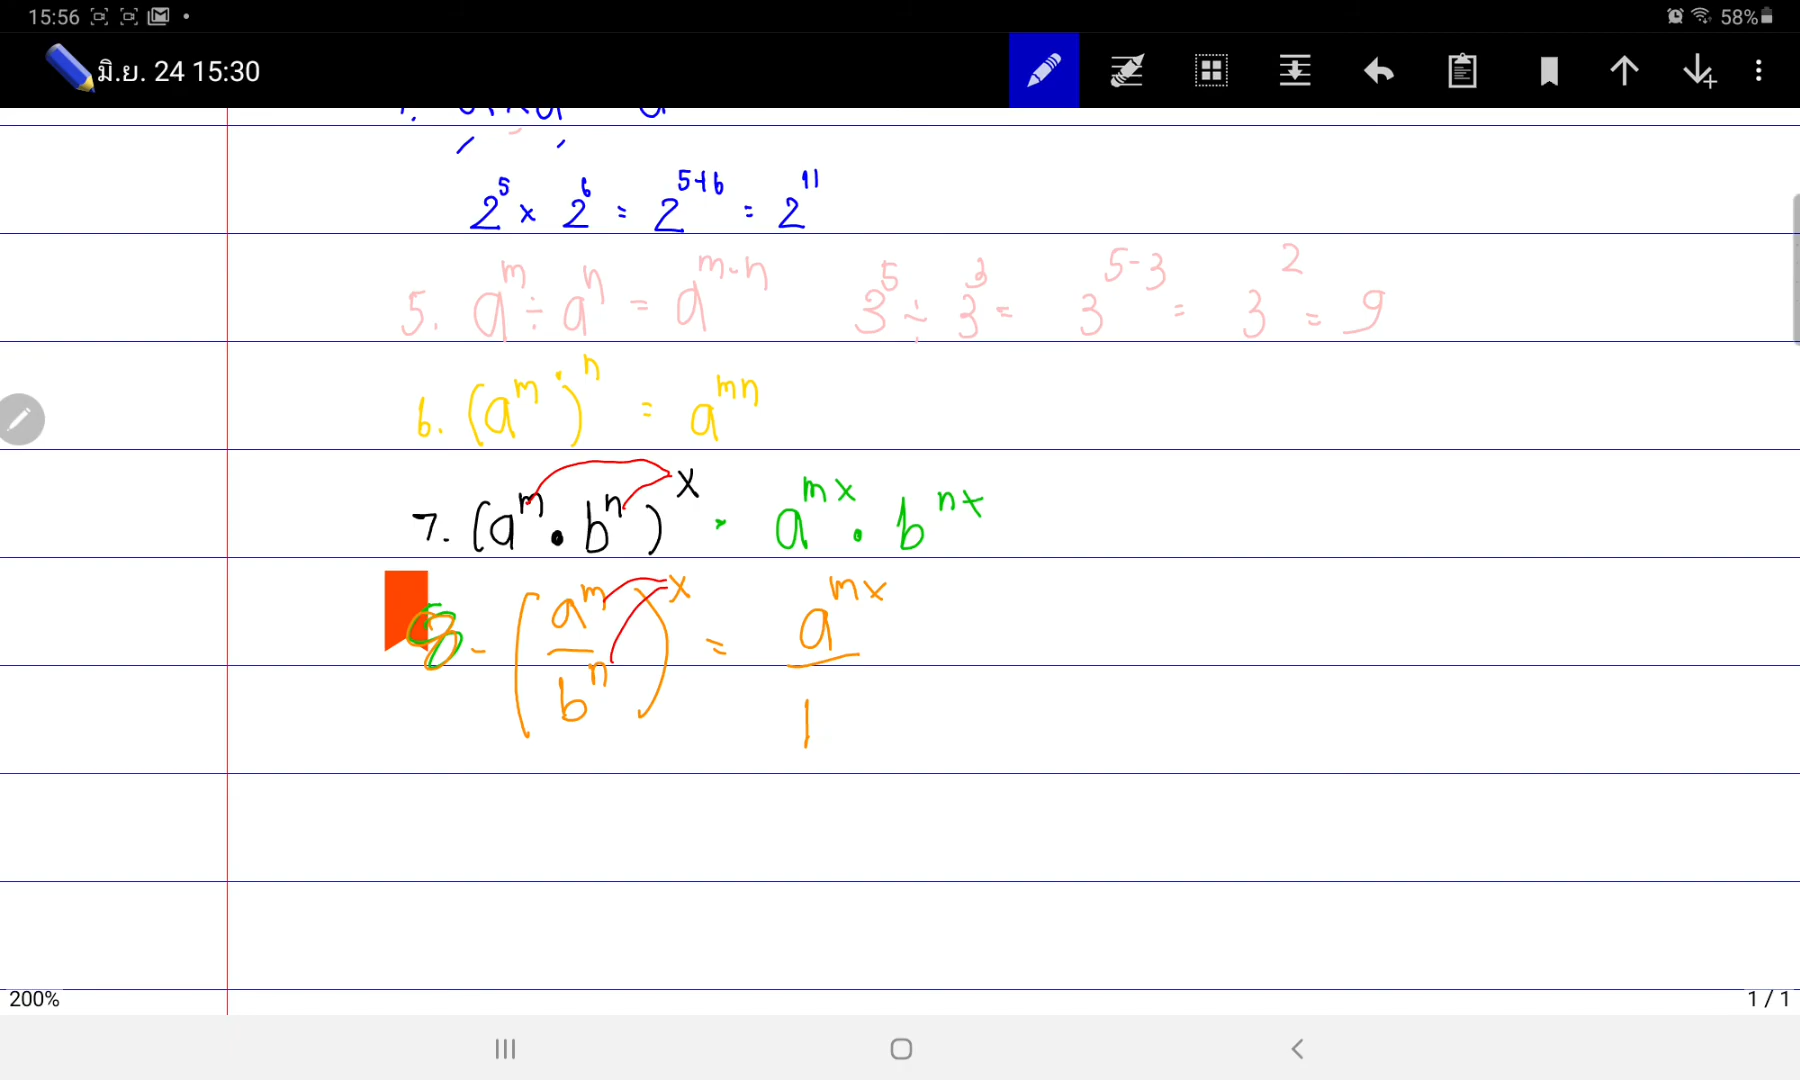 15:56 58%
มิ.ย. 24 15:30
2⁵ × 2⁶ = 2⁵⁺⁶ = 2¹¹
5. aᵐ ÷ aⁿ = aᵐ⁻ⁿ 3⁵ ÷ 3³ = 3⁵⁻³ = 3² = 9
6. (aᵐ)ⁿ = aᵐⁿ
7. (aᵐ • bⁿ)ˣ = aᵐˣ • bⁿˣ
8. (aᵐ/bⁿ)ˣ = aᵐˣ/l
200% 1 / 1